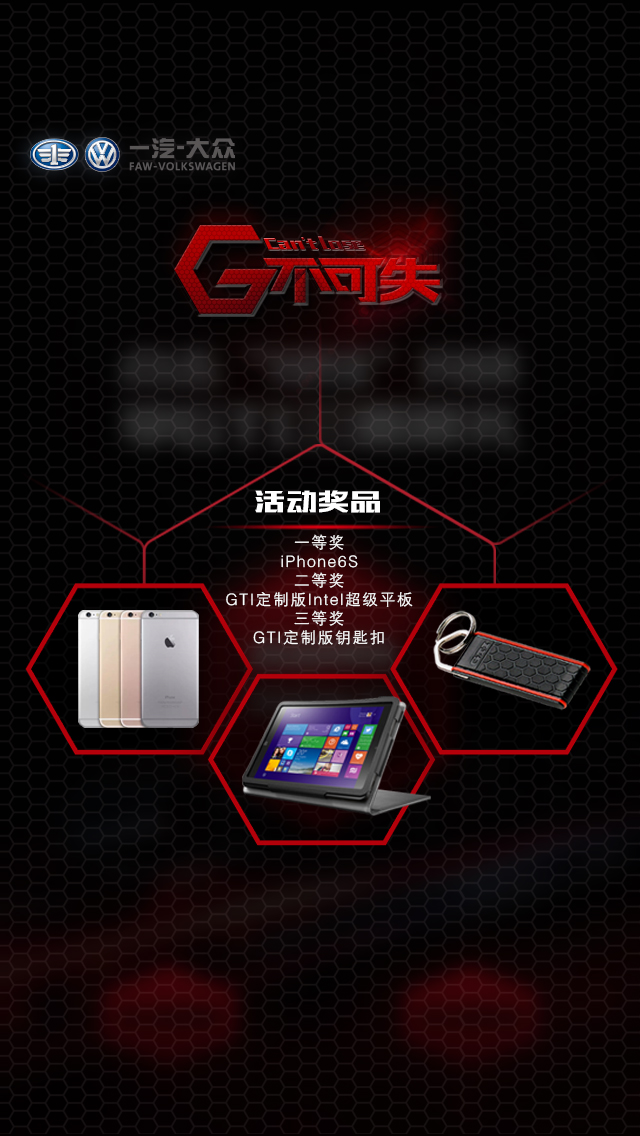 一汽-大众
FAW-VOLKSWAGEN
Can't lose
G不可失
活动奖品
一等奖
iPhone6S
二等奖
GTI定制版Intel超级平板
三等奖
GTI定制版钥匙扣